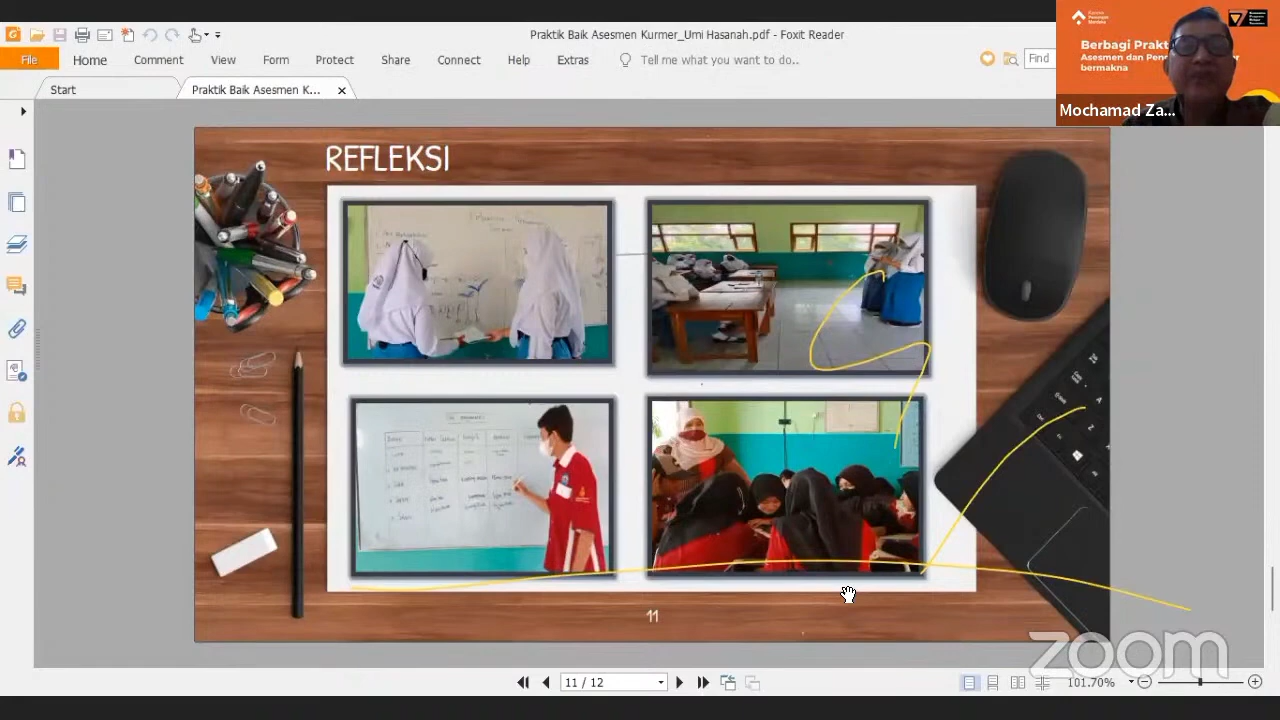 Praktik Baik Asesmen Kurmer_Umi Hasanah.pdf - Foxit Reader
File Home Comment View Form Protect Share Connect Help Extras Tell me what you want to do.. Find
Start
Praktik Baik Asesmen K...
Berbagi Prakt
Asesmen dan Pen
bermakna
Mochamad Za...
REFLEKSI
11
zoom
11 / 12
101.70%